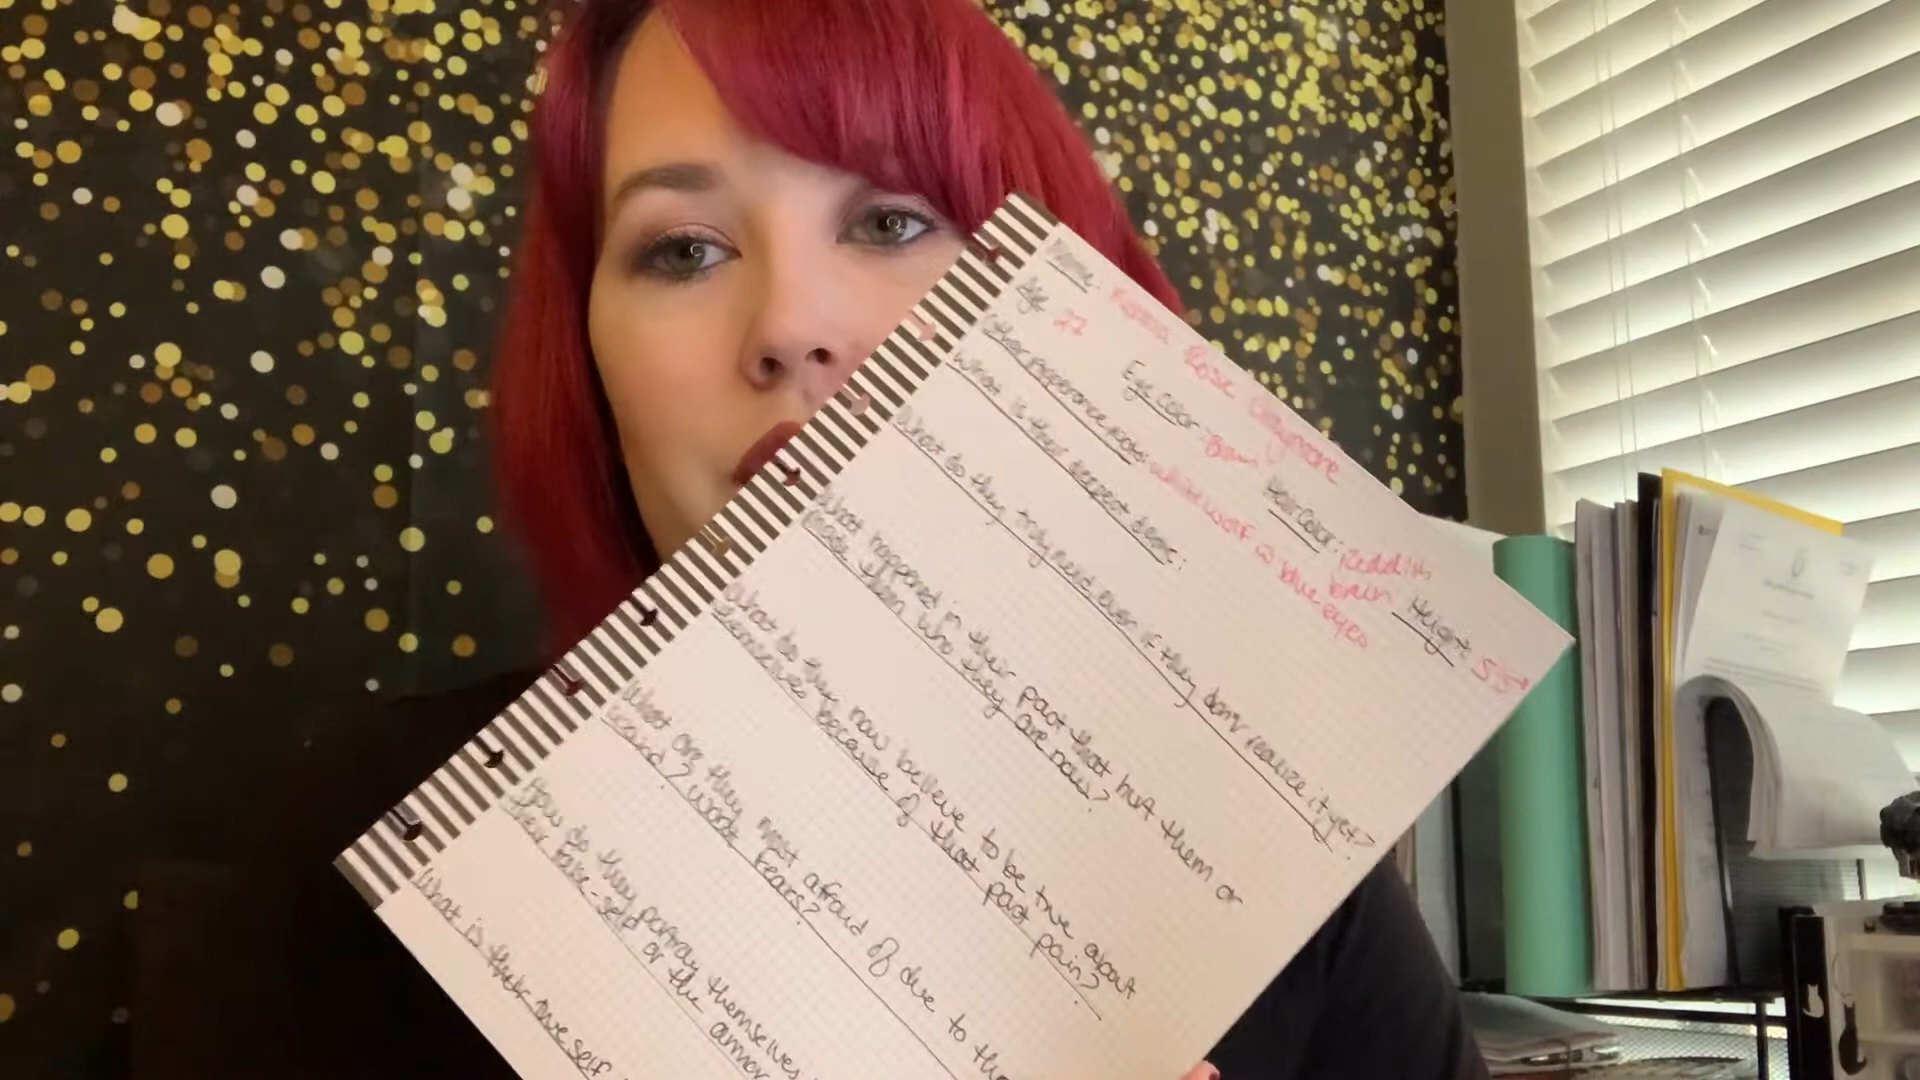 Name: Rose Claymore
Age: 27 Eye Color: Brown Hair Color: Reddish brown Height: 5'5"
Other appearance notes: white wolf w blue eyes
What is their deepest desire:
What do they truly need, even if they don't realize it yet?
What happened in their past that hurt them or
made them who they are now?
What do they now believe to be true about
themselves because of that past pain?
What are they most afraid of due to the
wound? Worst Fears?
How do they portray themselves
their false-self or the armor
What is their true self